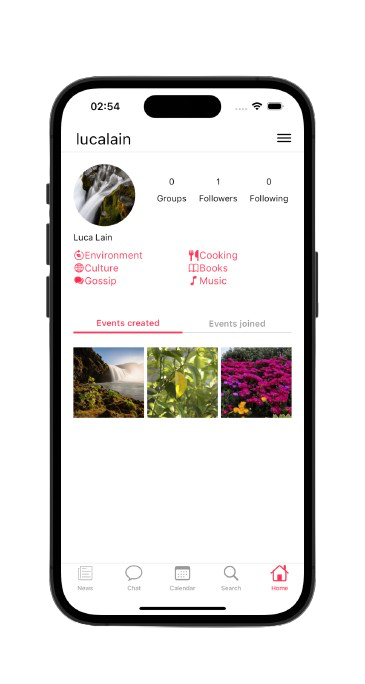 02:54
lucalain
0 1 0
Groups Followers Following
Luca Lain
Environment Cooking
Culture Books
Gossip Music
Events created Events joined
News Chat Calendar Search Home